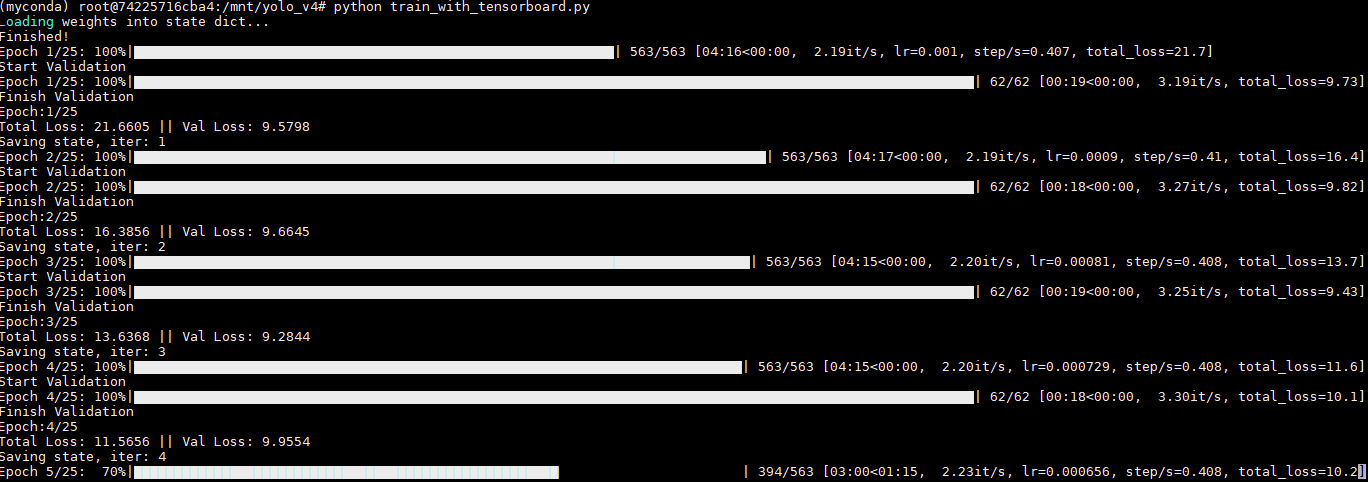 (myconda) root@74225716cba4:/mnt/yolo_v4# python train_with_tensorboard.py
Loading weights into state dict...
Finished!
Epoch 1/25: 100%|| 563/563 [04:16<00:00,  2.19it/s, lr=0.001, step/s=0.407, total_loss=21.7]
Start Validation
Epoch 1/25: 100%|| 62/62 [00:19<00:00,  3.19it/s, total_loss=9.73]
Finish Validation
Epoch:1/25
Total Loss: 21.6605 || Val Loss: 9.5798
Saving state, iter: 1
Epoch 2/25: 100%|| 563/563 [04:17<00:00,  2.19it/s, lr=0.0009, step/s=0.41, total_loss=16.4]
Start Validation
Epoch 2/25: 100%|| 62/62 [00:18<00:00,  3.27it/s, total_loss=9.82]
Finish Validation
Epoch:2/25
Total Loss: 16.3856 || Val Loss: 9.6645
Saving state, iter: 2
Epoch 3/25: 100%|| 563/563 [04:15<00:00,  2.20it/s, lr=0.00081, step/s=0.408, total_loss=13.7]
Start Validation
Epoch 3/25: 100%|| 62/62 [00:19<00:00,  3.25it/s, total_loss=9.43]
Finish Validation
Epoch:3/25
Total Loss: 13.6368 || Val Loss: 9.2844
Saving state, iter: 3
Epoch 4/25: 100%|| 563/563 [04:15<00:00,  2.20it/s, lr=0.000729, step/s=0.408, total_loss=11.6]
Start Validation
Epoch 4/25: 100%|| 62/62 [00:18<00:00,  3.30it/s, total_loss=10.1]
Finish Validation
Epoch:4/25
Total Loss: 11.5656 || Val Loss: 9.9554
Saving state, iter: 4
Epoch 5/25:  70%|| 394/563 [03:00<01:15,  2.23it/s, lr=0.000656, step/s=0.408, total_loss=10.2]